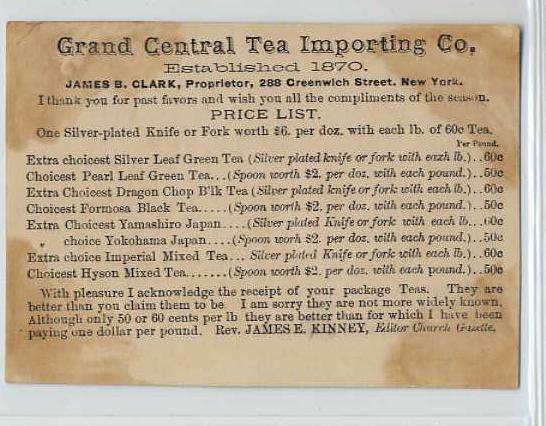 Grand Central Tea Importing Co.
Established 1870.
JAMES B. CLARK, Proprietor, 288 Greenwich Street. New York.
I thank you for past favors and wish you all the compliments of the season.
PRICE LIST.
One Silver-plated Knife or Fork worth $6. per doz. with each lb. of 60c Tea.
Per Pound.
Extra choicest Silver Leaf Green Tea (Silver plated knife or fork with each lb.)..60c
Choicest Pearl Leaf Green Tea...(Spoon worth $2. per doz. with each pound.)..50c
Extra Choicest Dragon Chop B'lk Tea (Silver plated knife or fork with each lb.)..60c
Choicest Formosa Black Tea.....(Spoon worth $2. per doz. with each pound.)..50c
Extra Choicest Yamashiro Japan....(Silver plated Knife or fork with each lb...60c
„ choice Yokohama Japan....(Spoon worth $2. per doz. with each pound.)..50c
Extra choice Imperial Mixed Tea... Silver plated Knife or fork with each lb.)..60c
Choicest Hyson Mixed Tea.......(Spoon worth $2. per doz. with each pound.)..50c
With pleasure I acknowledge the receipt of your package Teas. They are
better than you claim them to be I am sorry they are not more widely known.
Although only 50 or 60 cents per lb they are better than for which I have been
paying one dollar per pound. Rev. JAMES E. KINNEY, Editor Church Gazette.